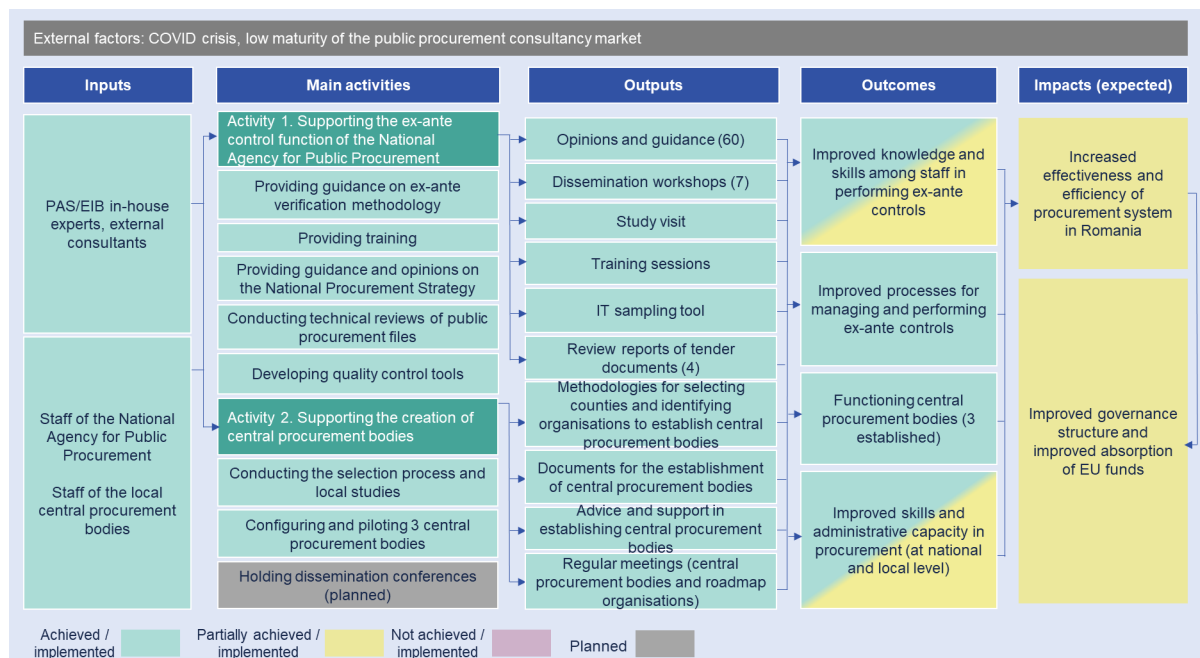 External factors: COVID crisis, low maturity of the public procurement consultancy market
Inputs
Main activities
Outputs
Outcomes
Impacts (expected)
PAS/EIB in-house
experts, external
consultants
Staff of the National
Agency for Public
Procurement
Staff of the local
central procurement
bodies
Activity 1. Supporting the ex-ante
control function of the National
Agency for Public Procurement
Providing guidance on ex-ante
verification methodology
Providing training
Providing guidance and opinions on
the National Procurement Strategy
Conducting technical reviews of public
procurement files
Developing quality control tools
Activity 2. Supporting the creation of
central procurement bodies
Conducting the selection process and
local studies
Configuring and piloting 3 central
procurement bodies
Holding dissemination conferences
(planned)
Opinions and guidance (60)
Dissemination workshops (7)
Study visit
Training sessions
IT sampling tool
Review reports of tender
documents (4)
Methodologies for selecting
counties and identifying
organisations to establish central
procurement bodies
Documents for the establishment
of central procurement bodies
Advice and support in
establishing central procurement
bodies
Regular meetings (central
procurement bodies and roadmap
organisations)
Improved knowledge and
skills among staff in
performing ex-ante
controls
Improved processes for
managing and performing
ex-ante controls
Functioning central
procurement bodies (3
established)
Improved skills and
administrative capacity in
procurement (at national
and local level)
Increased
effectiveness and
efficiency of
procurement system
in Romania
Improved governance
structure and
improved absorption
of EU funds
Achieved /
implemented
Partially achieved /
implemented
Not achieved /
implemented
Planned